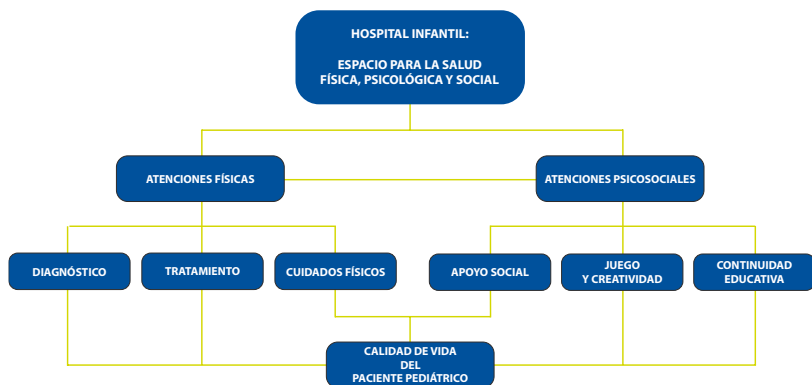 HOSPITAL INFANTIL:
ESPACIO PARA LA SALUD
FÍSICA, PSICOLÓGICA Y SOCIAL
ATENCIONES FÍSICAS
ATENCIONES PSICOSOCIALES
DIAGNÓSTICO
TRATAMIENTO
CUIDADOS FÍSICOS
APOYO SOCIAL
JUEGO
Y CREATIVIDAD
CONTINUIDAD
EDUCATIVA
CALIDAD DE VIDA
DEL
PACIENTE PEDIÁTRICO